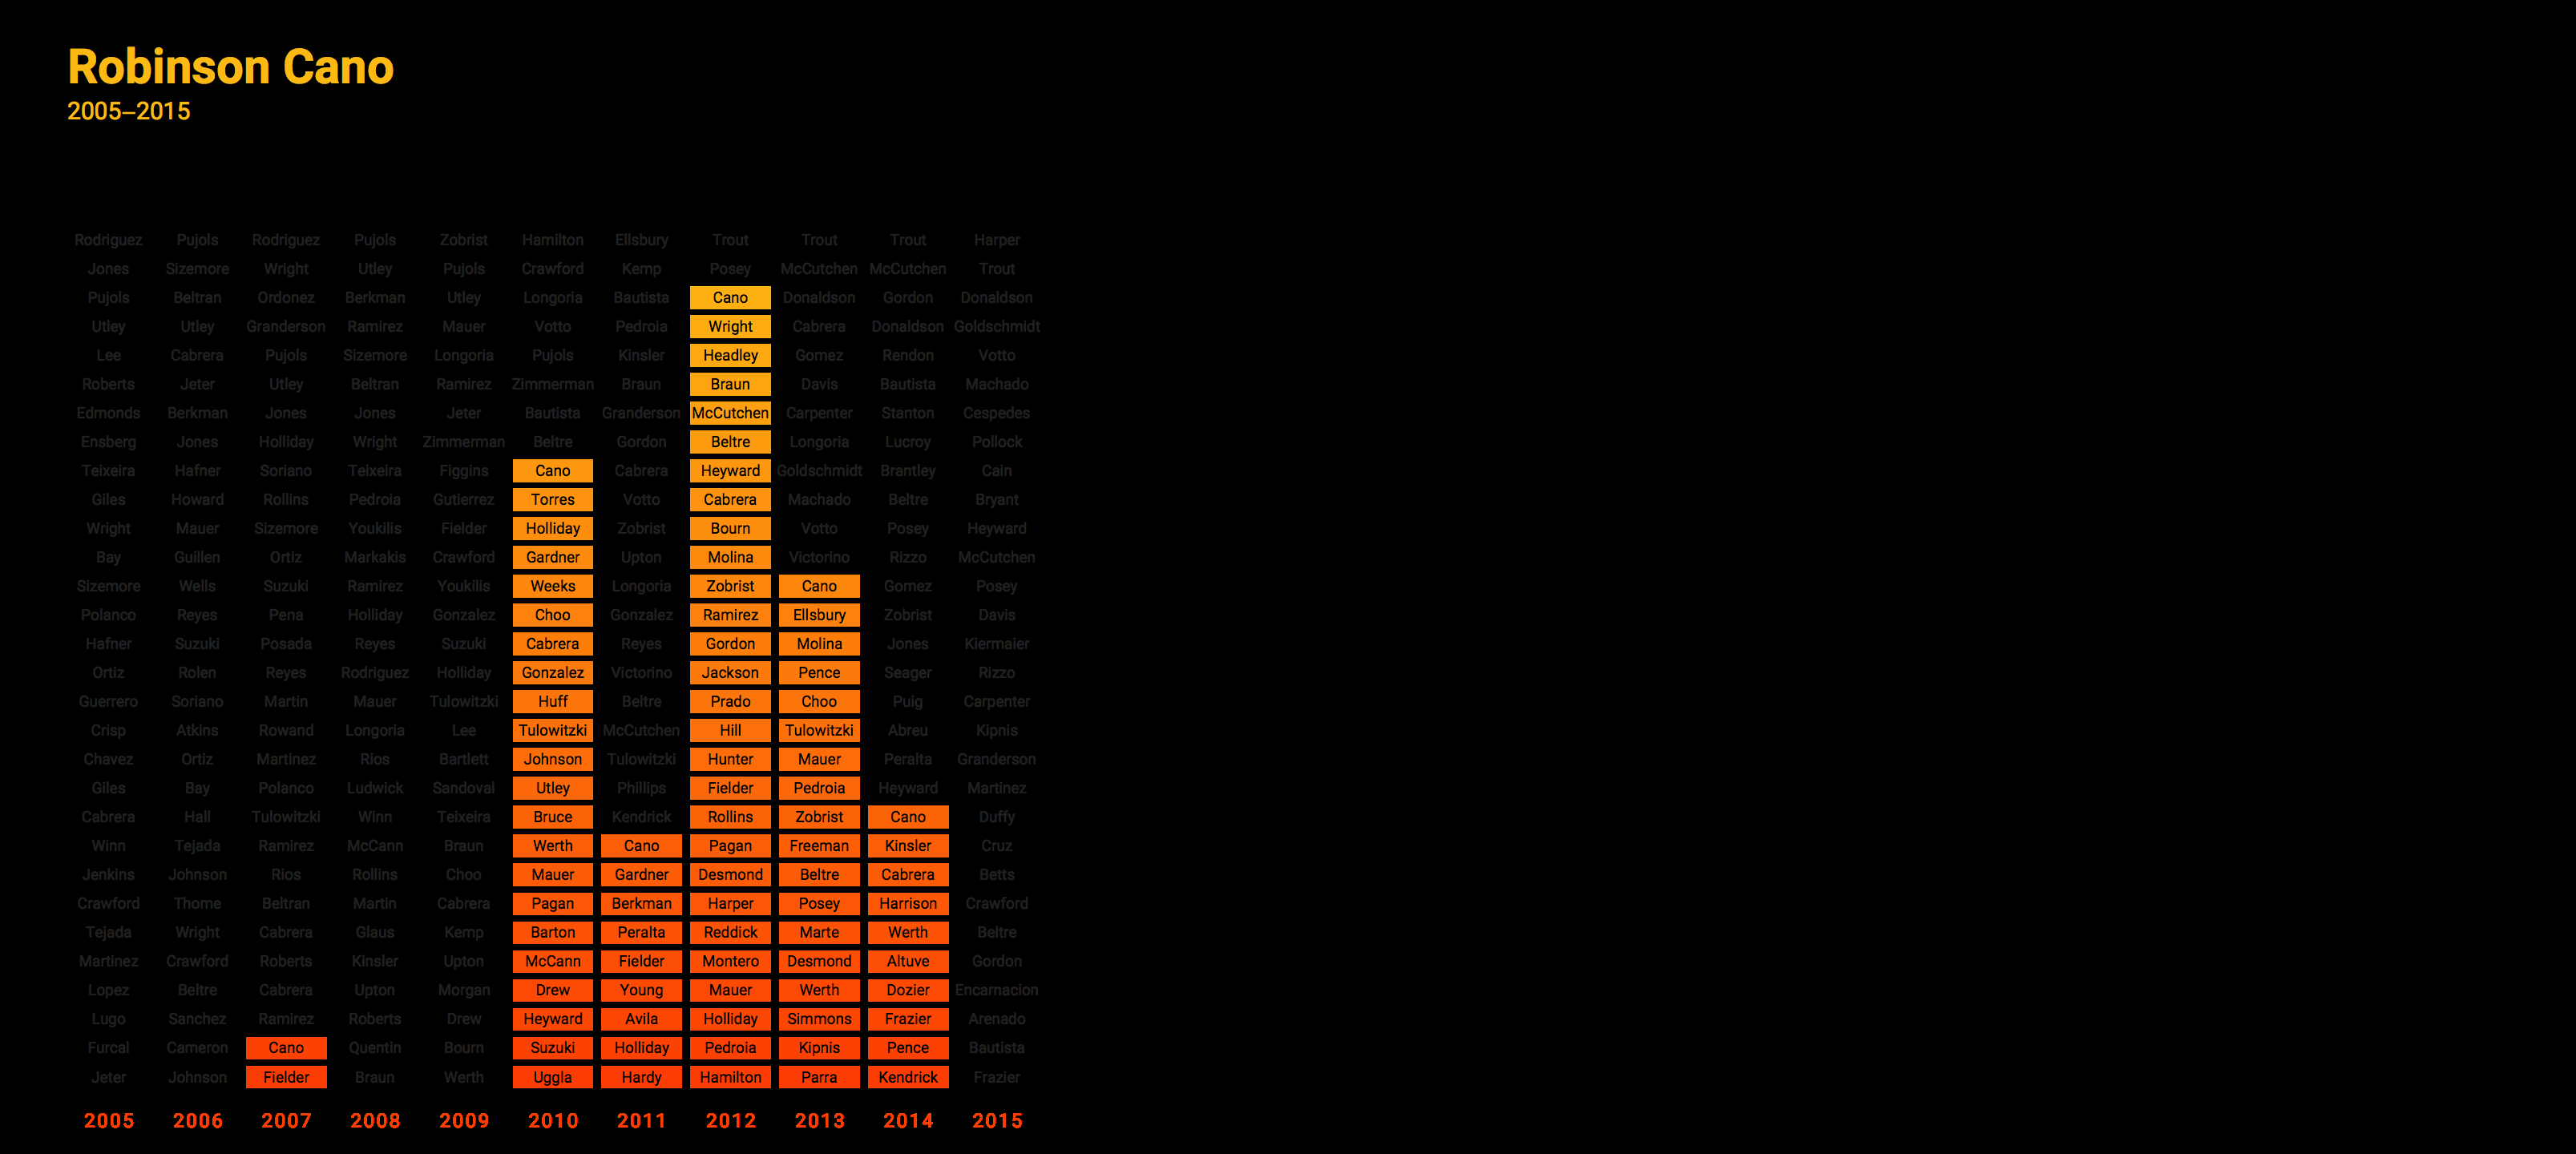 Robinson Cano
2005–2015
Rodriguez Pujols Rodriguez Pujols Zobrist Hamilton Ellsbury Trout Trout Trout Harper
Jones Sizemore Wright Utley Pujols Crawford Kemp Posey McCutchen McCutchen Trout
Pujols Beltran Ordonez Berkman Utley Longoria Bautista Cano Donaldson Gordon Donaldson
Utley Utley Granderson Ramirez Mauer Votto Pedroia Wright Cabrera Donaldson Goldschmidt
Lee Cabrera Pujols Sizemore Longoria Pujols Kinsler Headley Gomez Rendon Votto
Roberts Jeter Utley Beltran Ramirez Zimmerman Braun Braun Davis Bautista Machado
Edmonds Berkman Jones Jones Jeter Bautista Granderson McCutchen Carpenter Stanton Cespedes
Ensberg Jones Holliday Wright Zimmerman Beltre Gordon Beltre Longoria Lucroy Pollock
Teixeira Hafner Soriano Teixeira Figgins Cano Cabrera Heyward Goldschmidt Brantley Cain
Giles Howard Rollins Pedroia Gutierrez Torres Votto Cabrera Machado Beltre Bryant
Wright Mauer Sizemore Youkilis Fielder Holliday Zobrist Bourn Votto Posey Heyward
Bay Guillen Ortiz Markakis Crawford Gardner Upton Molina Victorino Rizzo McCutchen
Sizemore Wells Suzuki Ramirez Youkilis Weeks Longoria Zobrist Cano Gomez Posey
Polanco Reyes Pena Holliday Gonzalez Choo Gonzalez Ramirez Ellsbury Zobrist Davis
Hafner Suzuki Posada Reyes Suzuki Cabrera Reyes Gordon Molina Jones Kiermaier
Ortiz Rolen Reyes Rodriguez Holliday Gonzalez Victorino Jackson Pence Seager Rizzo
Guerrero Soriano Martin Mauer Tulowitzki Huff Beltre Prado Choo Puig Carpenter
Crisp Atkins Rowand Longoria Lee Tulowitzki McCutchen Hill Tulowitzki Abreu Kipnis
Chavez Ortiz Martinez Rios Bartlett Johnson Tulowitzki Hunter Mauer Peralta Granderson
Giles Bay Polanco Ludwick Sandoval Utley Phillips Fielder Pedroia Heyward Martinez
Cabrera Hall Tulowitzki Winn Teixeira Bruce Kendrick Rollins Zobrist Cano Duffy
Winn Tejada Ramirez McCann Braun Werth Cano Pagan Freeman Kinsler Cruz
Jenkins Johnson Rios Rollins Choo Mauer Gardner Desmond Beltre Cabrera Betts
Crawford Thome Beltran Martin Cabrera Pagan Berkman Harper Posey Harrison Crawford
Tejada Wright Cabrera Glaus Kemp Barton Peralta Reddick Marte Werth Beltre
Martinez Crawford Roberts Kinsler Upton McCann Fielder Montero Desmond Altuve Gordon
Lopez Beltre Cabrera Upton Morgan Drew Young Mauer Werth Dozier Encarnacion
Lugo Sanchez Ramirez Roberts Drew Heyward Avila Holliday Simmons Frazier Arenado
Furcal Cameron Cano Quentin Bourn Suzuki Holliday Pedroia Kipnis Pence Bautista
Jeter Johnson Fielder Braun Werth Uggla Hardy Hamilton Parra Kendrick Frazier
2005 2006 2007 2008 2009 2010 2011 2012 2013 2014 2015